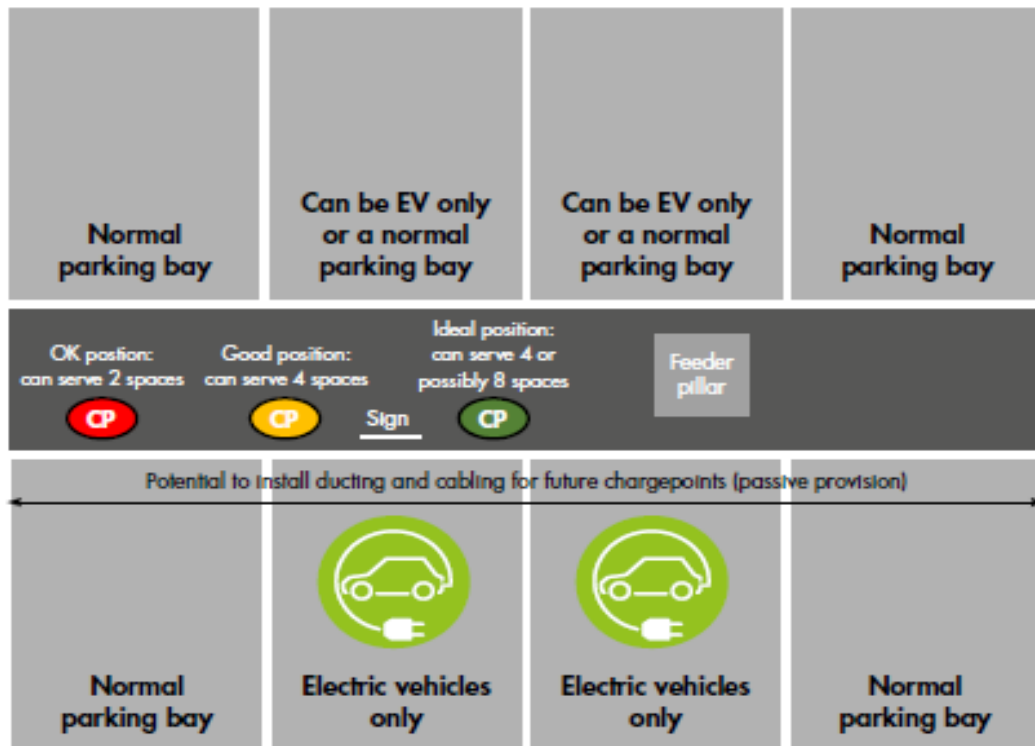 Normal
parking bay
Can be EV only
or a normal
parking bay
Can be EV only
or a normal
parking bay
Normal
parking bay
OK postion:
can serve 2 spaces
CP
Good position:
can serve 4 spaces
CP
Sign
Ideal position:
can serve 4 or
possibly 8 spaces
CP
Feeder
pillar
Potential to install ducting and cabling for future chargepoints (passive provision)
Normal
parking bay
Electric vehicles
only
Electric vehicles
only
Normal
parking bay